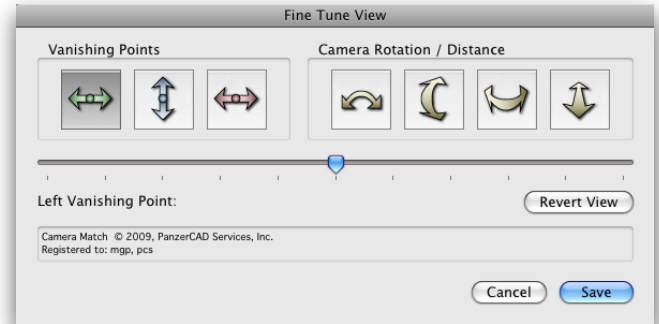 Fine Tune View
Vanishing Points
Camera Rotation / Distance
Left Vanishing Point:
Revert View
Camera Match © 2009, PanzerCAD Services, Inc.
Registered to: mgp, pcs
Cancel
Save